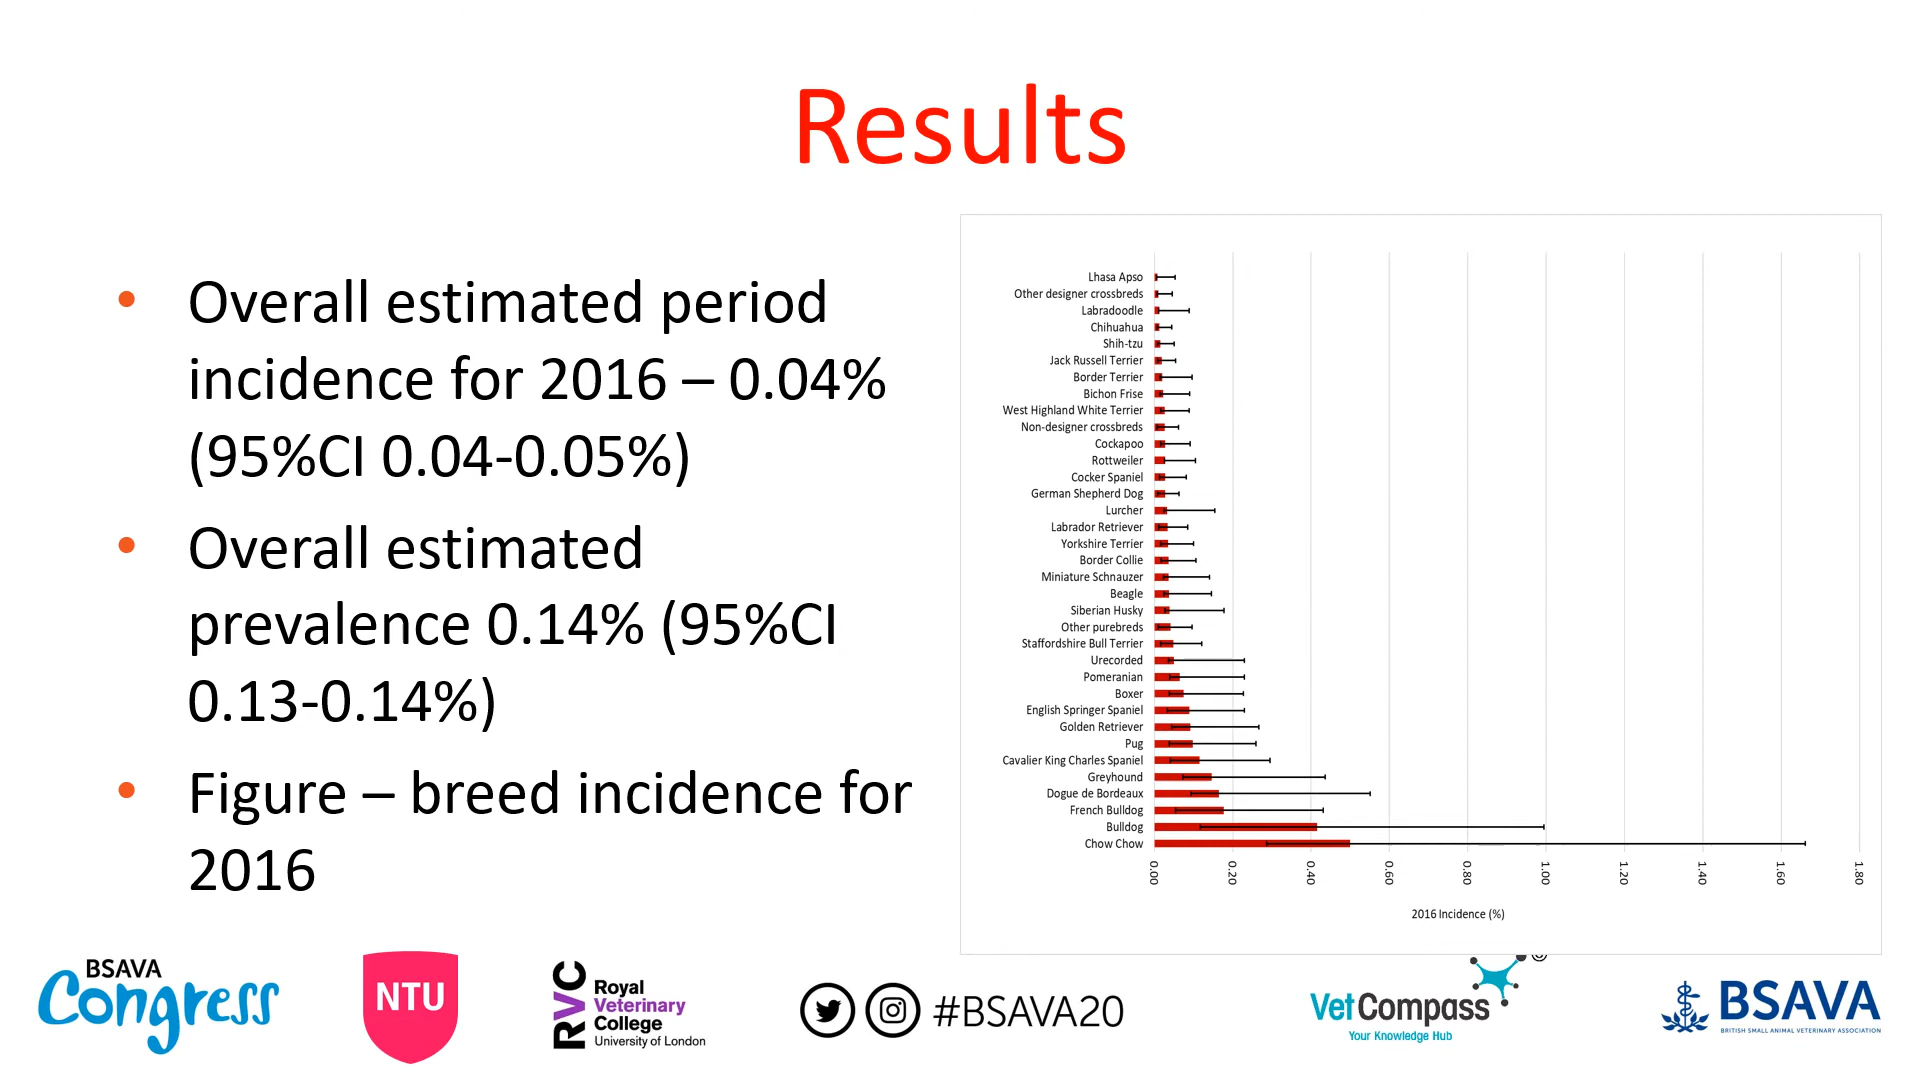 Results
• Overall estimated period
incidence for 2016 – 0.04%
(95%CI 0.04-0.05%)
• Overall estimated
prevalence 0.14% (95%CI
0.13-0.14%)
• Figure – breed incidence for
2016
Lhasa Apso
Other designer crossbreds
Labradoodle
Chihuahua
Shih-tzu
Jack Russell Terrier
Border Terrier
Bichon Frise
West Highland White Terrier
Non-designer crossbreds
Cockapoo
Rottweiler
Cocker Spaniel
German Shepherd Dog
Lurcher
Labrador Retriever
Yorkshire Terrier
Border Collie
Miniature Schnauzer
Beagle
Siberian Husky
Other purebreds
Staffordshire Bull Terrier
Urecorded
Pomeranian
Boxer
English Springer Spaniel
Golden Retriever
Pug
Cavalier King Charles Spaniel
Greyhound
Dogue de Bordeaux
French Bulldog
Bulldog
Chow Chow
0.00 0.20 0.40 0.60 0.80 1.00 1.20 1.40 1.60 1.80
2016 Incidence (%)
BSAVA
Congress
NTU
RVC
Royal
Veterinary
College
University of London
#BSAVA20
VetCompass
Your Knowledge Hub
BSAVA
BRITISH SMALL ANIMAL VETERINARY ASSOCIATION